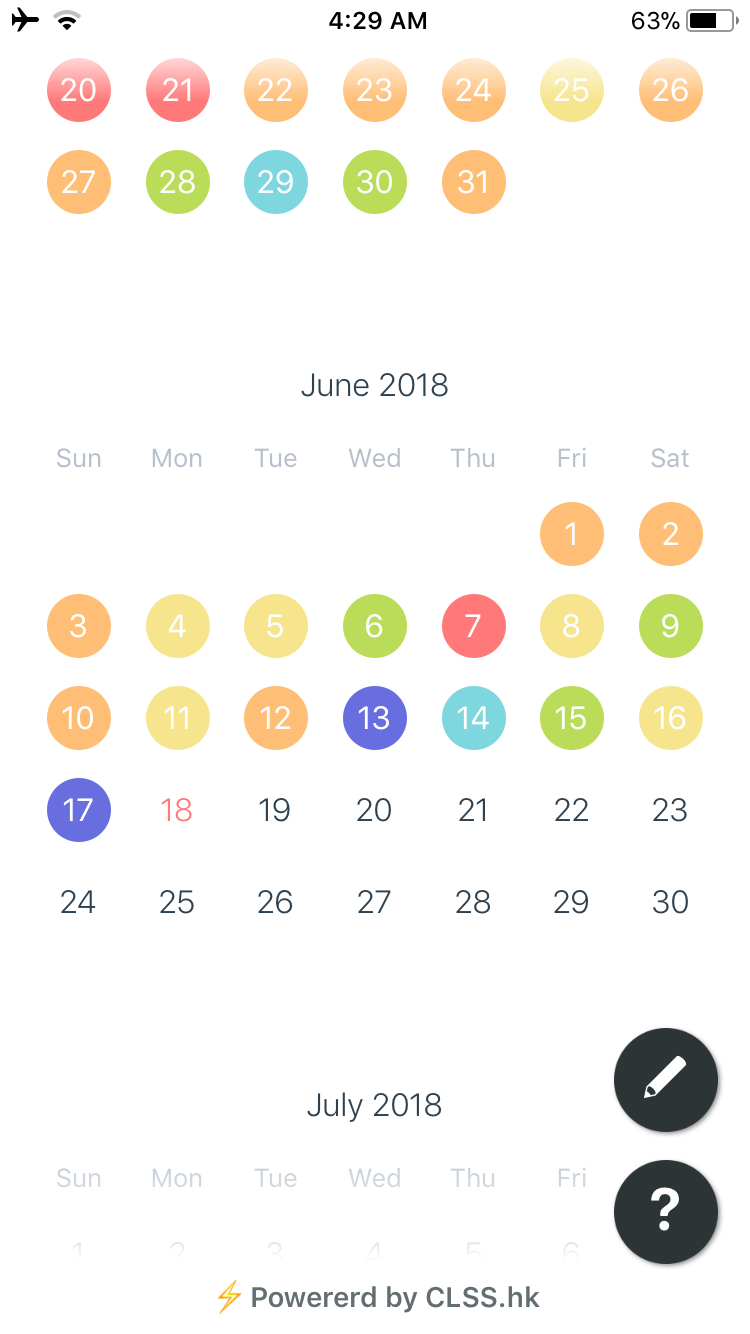 4:29 AM 63%
20 21 22 23 24 25 26
27 28 29 30 31
June 2018
Sun Mon Tue Wed Thu Fri Sat
1 2
3 4 5 6 7 8 9
10 11 12 13 14 15 16
17 18 19 20 21 22 23
24 25 26 27 28 29 30
July 2018
Sun Mon Tue Wed Thu Fri
1 2 3 4 5 6
?
⚡ Powererd by CLSS.hk